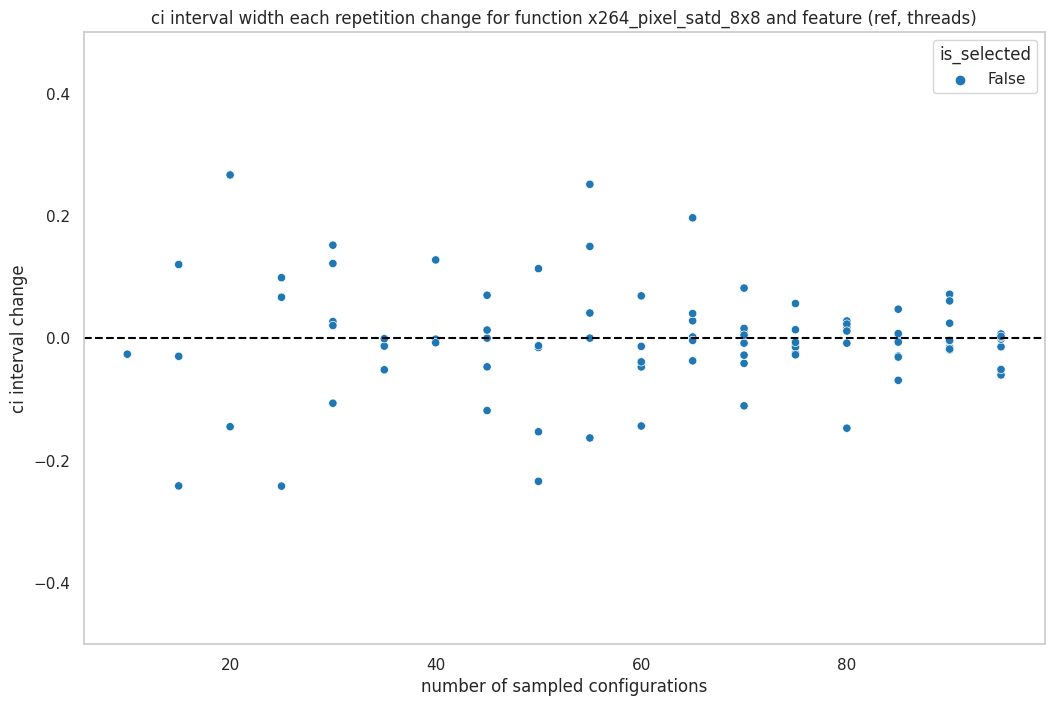 ci interval width each repetition change for function x264_pixel_satd_8x8 and feature (ref, threads)
is_selected
False
0.4
0.2
0.0
−0.2
−0.4
ci interval change
20
40
60
80
number of sampled configurations